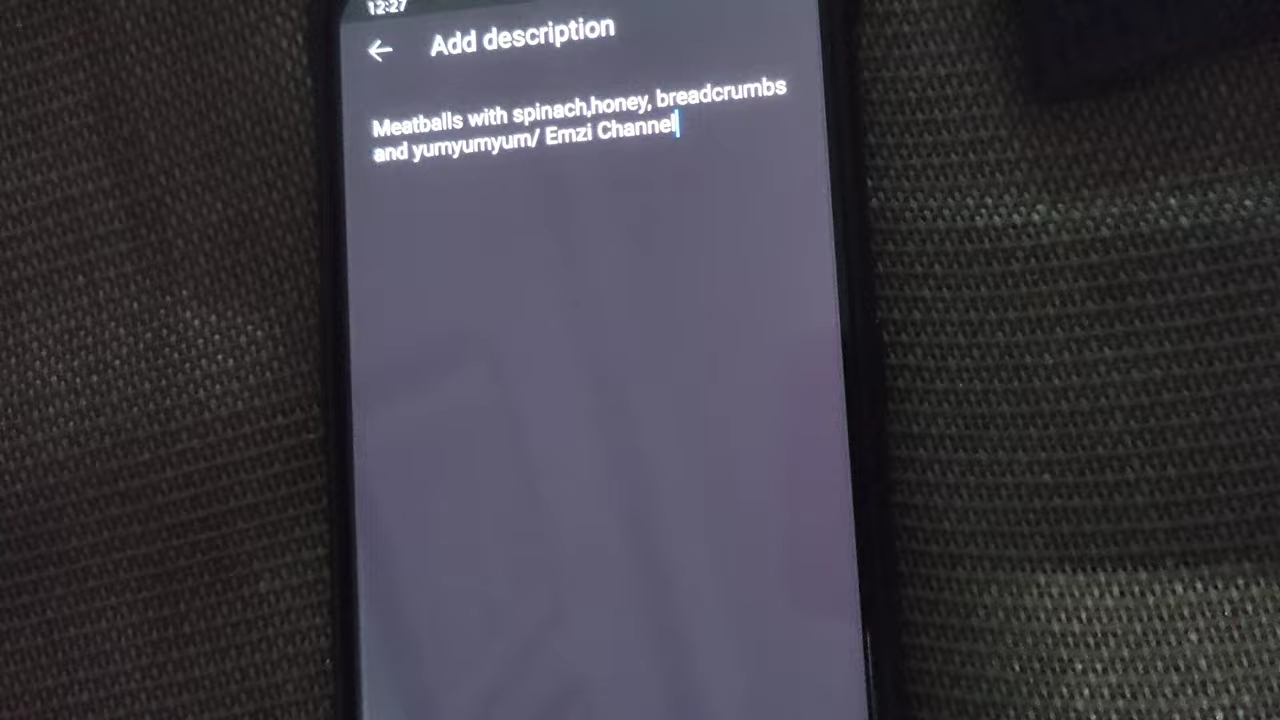 12:27
Add description
Meatballs with spinach,honey, breadcrumbs
and yumyumyum/ Emzi Channel